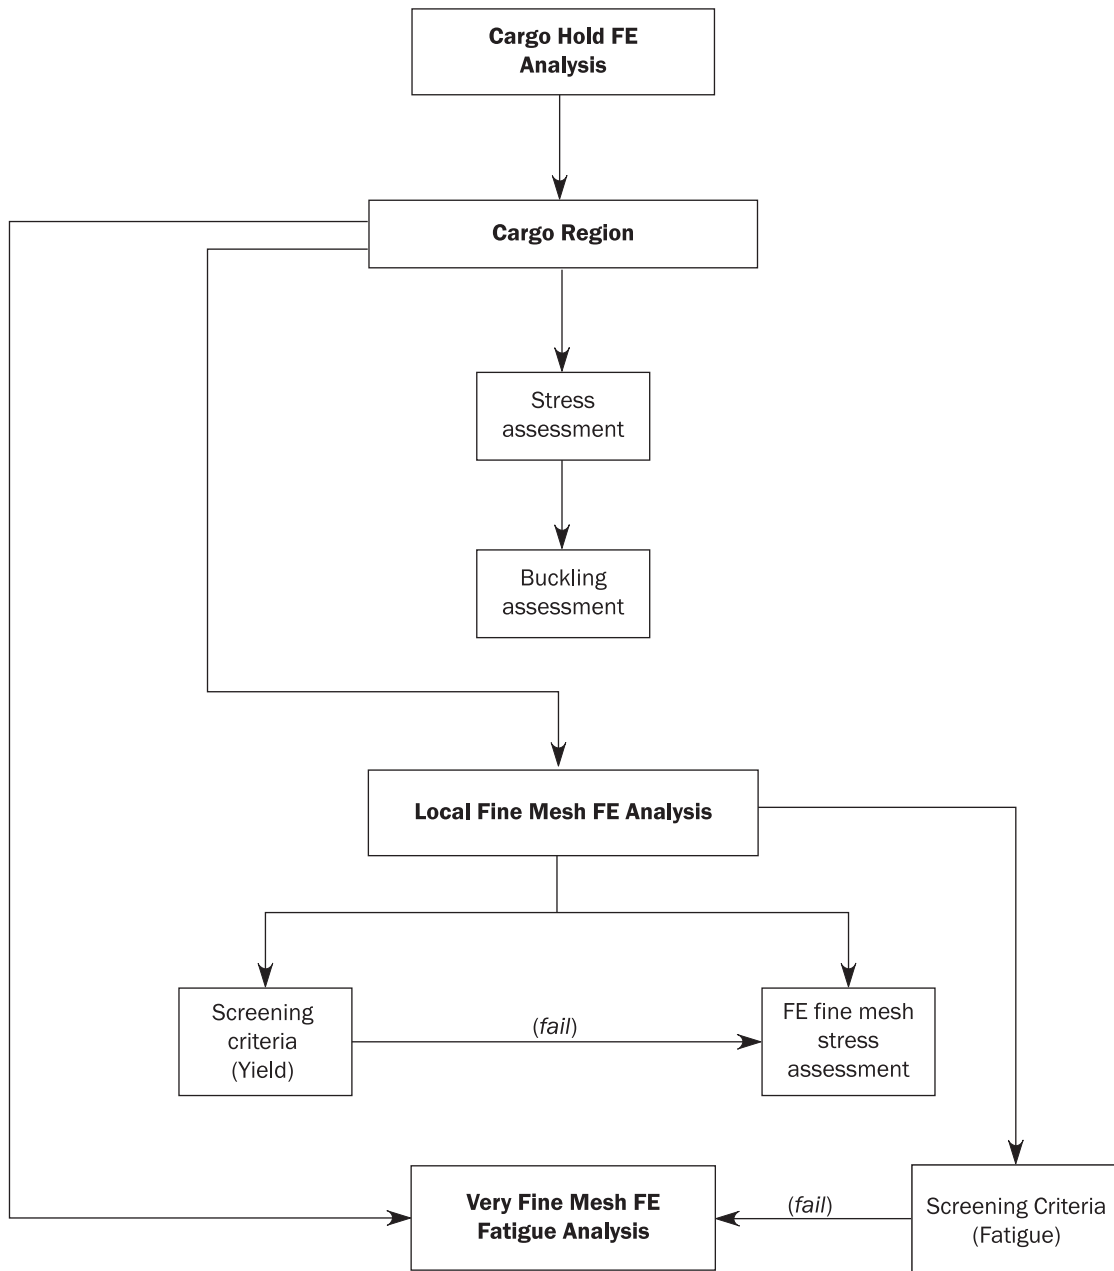 Cargo Hold FE
Analysis
Cargo Region
Stress
assessment
Buckling
assessment
Local Fine Mesh FE Analysis
Screening
criteria
(Yield)
(fail)
FE fine mesh
stress
assessment
Very Fine Mesh FE
Fatigue Analysis
(fail)
Screening Criteria
(Fatigue)